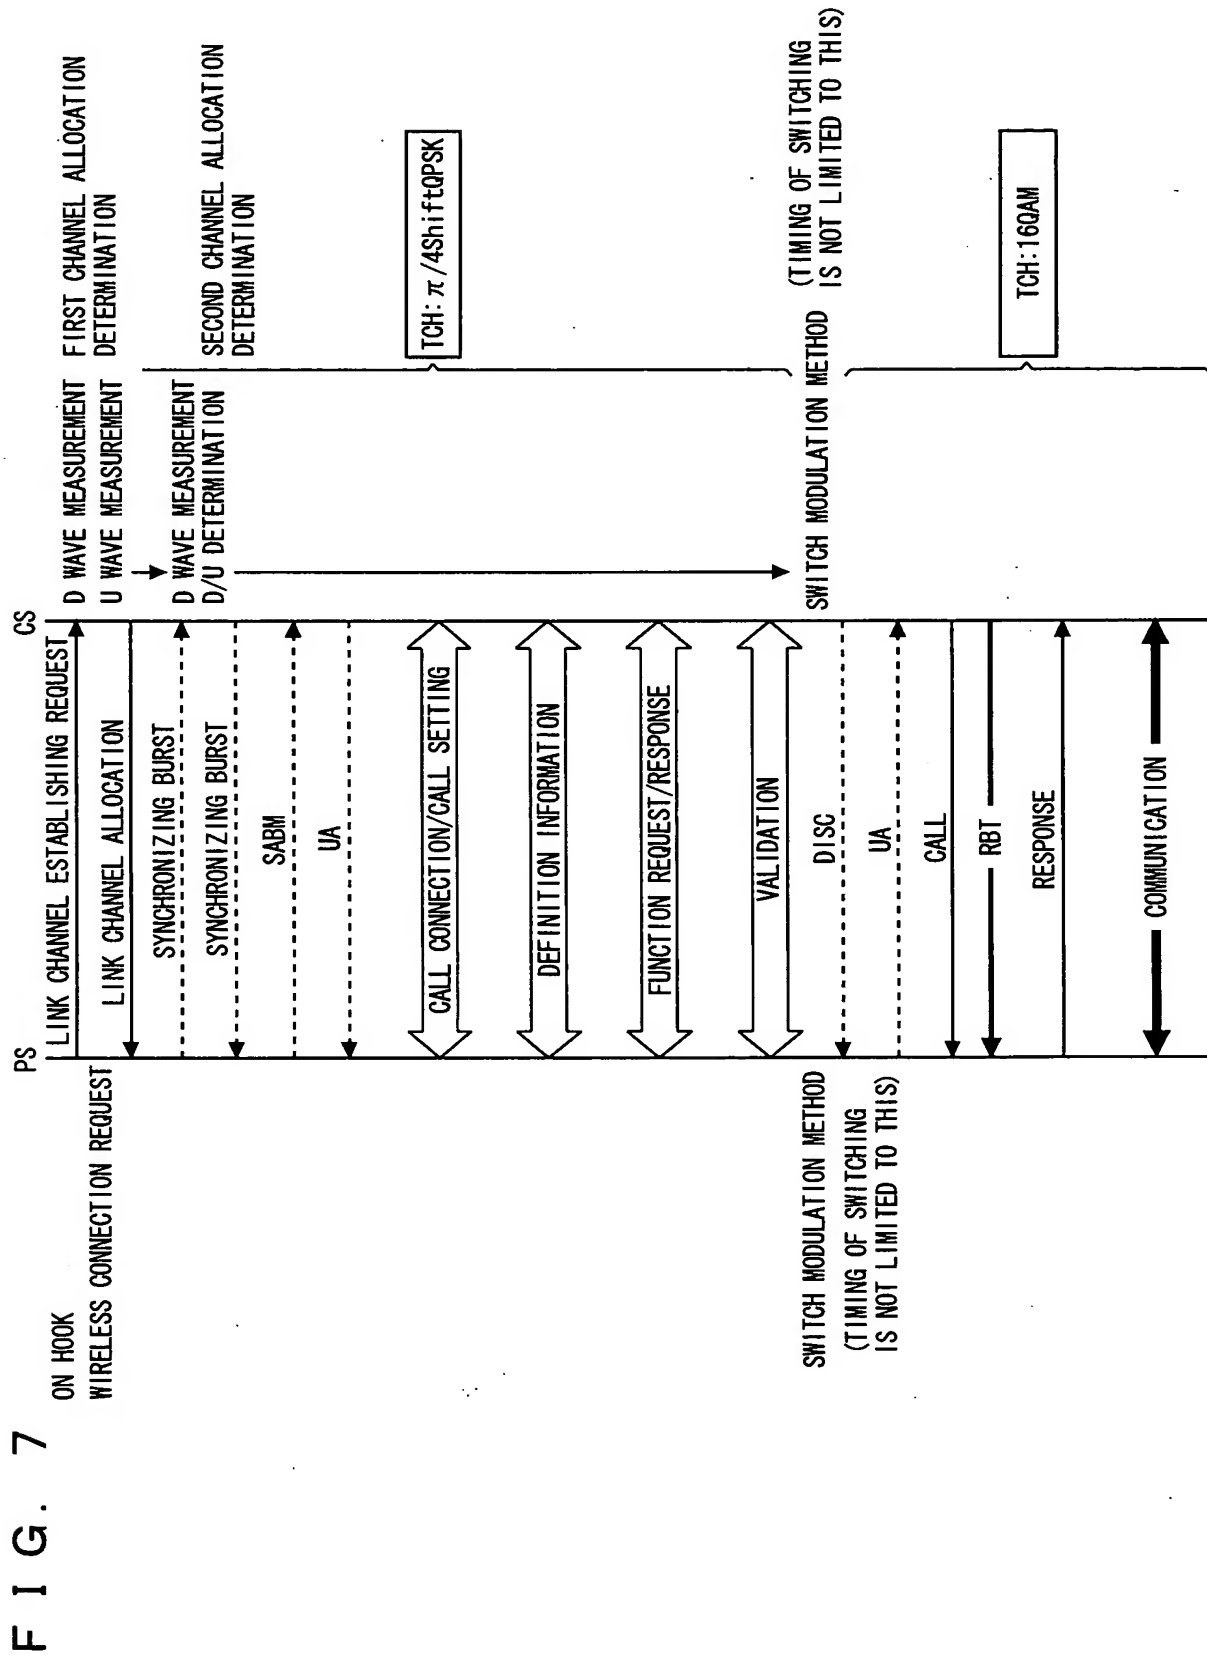 FIG. 7
ON HOOK
WIRELESS CONNECTION REQUEST
PS
CS
LINK CHANNEL ESTABLISHING REQUEST
D WAVE MEASUREMENT
U WAVE MEASUREMENT
FIRST CHANNEL ALLOCATION
DETERMINATION
LINK CHANNEL ALLOCATION
SYNCHRONIZING BURST
D WAVE MEASUREMENT
D/U DETERMINATION
SECOND CHANNEL ALLOCATION
DETERMINATION
SYNCHRONIZING BURST
SABM
UA
CALL CONNECTION/CALL SETTING
TCH:π/4ShiftQPSK
DEFINITION INFORMATION
FUNCTION REQUEST/RESPONSE
VALIDATION
SWITCH MODULATION METHOD
(TIMING OF SWITCHING
IS NOT LIMITED TO THIS)
SWITCH MODULATION METHOD
(TIMING OF SWITCHING
IS NOT LIMITED TO THIS)
DISC
UA
CALL
RBT
RESPONSE
TCH:16QAM
COMMUNICATION